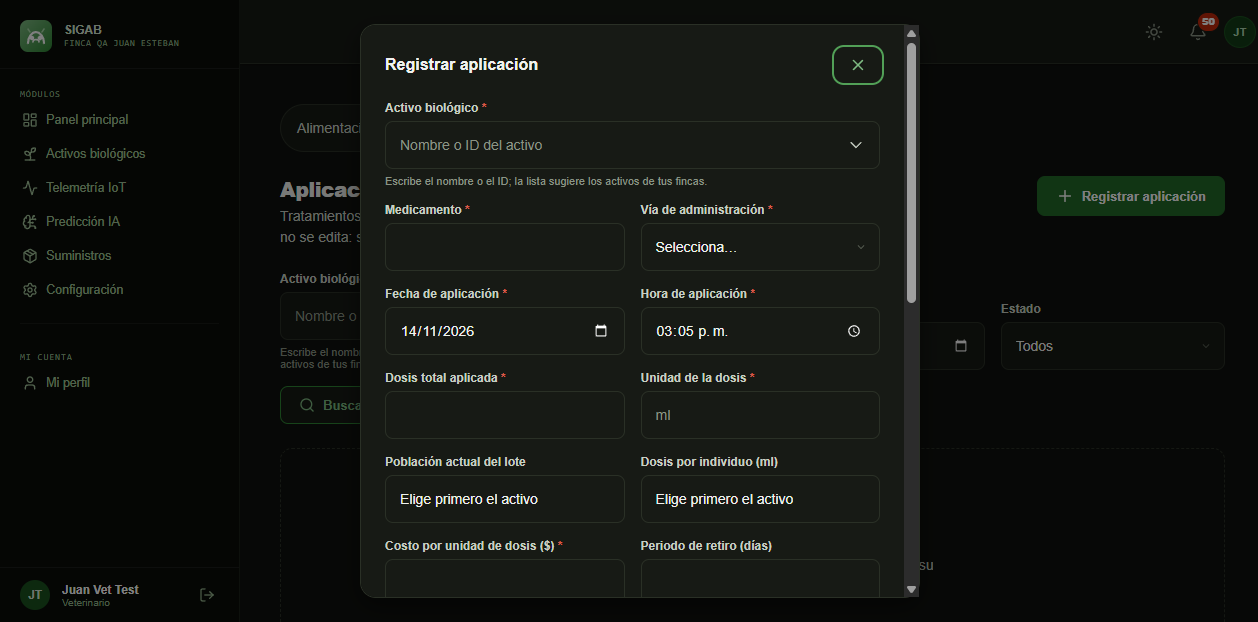 SIGAB
FINCA QA JUAN ESTEBAN
50
JT
MÓDULOS
Panel principal
Activos biológicos
Telemetría IoT
Predicción IA
Suministros
Configuración
MI CUENTA
Mi perfil
JT
Juan Vet Test
Veterinario
Alimentaci
Aplicac
Tratamientos
no se edita: s
Activo biológi
Nombre o
Escribe el nomb
activos de tus fin
Busca
Registrar aplicación
Estado
Todos
su
Registrar aplicación
Activo biológico *
Nombre o ID del activo
Escribe el nombre o el ID; la lista sugiere los activos de tus fincas.
Medicamento *
Vía de administración *
Selecciona...
Fecha de aplicación *
Hora de aplicación *
14/11/2026
03:05 p. m.
Dosis total aplicada *
Unidad de la dosis *
ml
Población actual del lote
Dosis por individuo (ml)
Elige primero el activo
Elige primero el activo
Costo por unidad de dosis ($) *
Periodo de retiro (días)